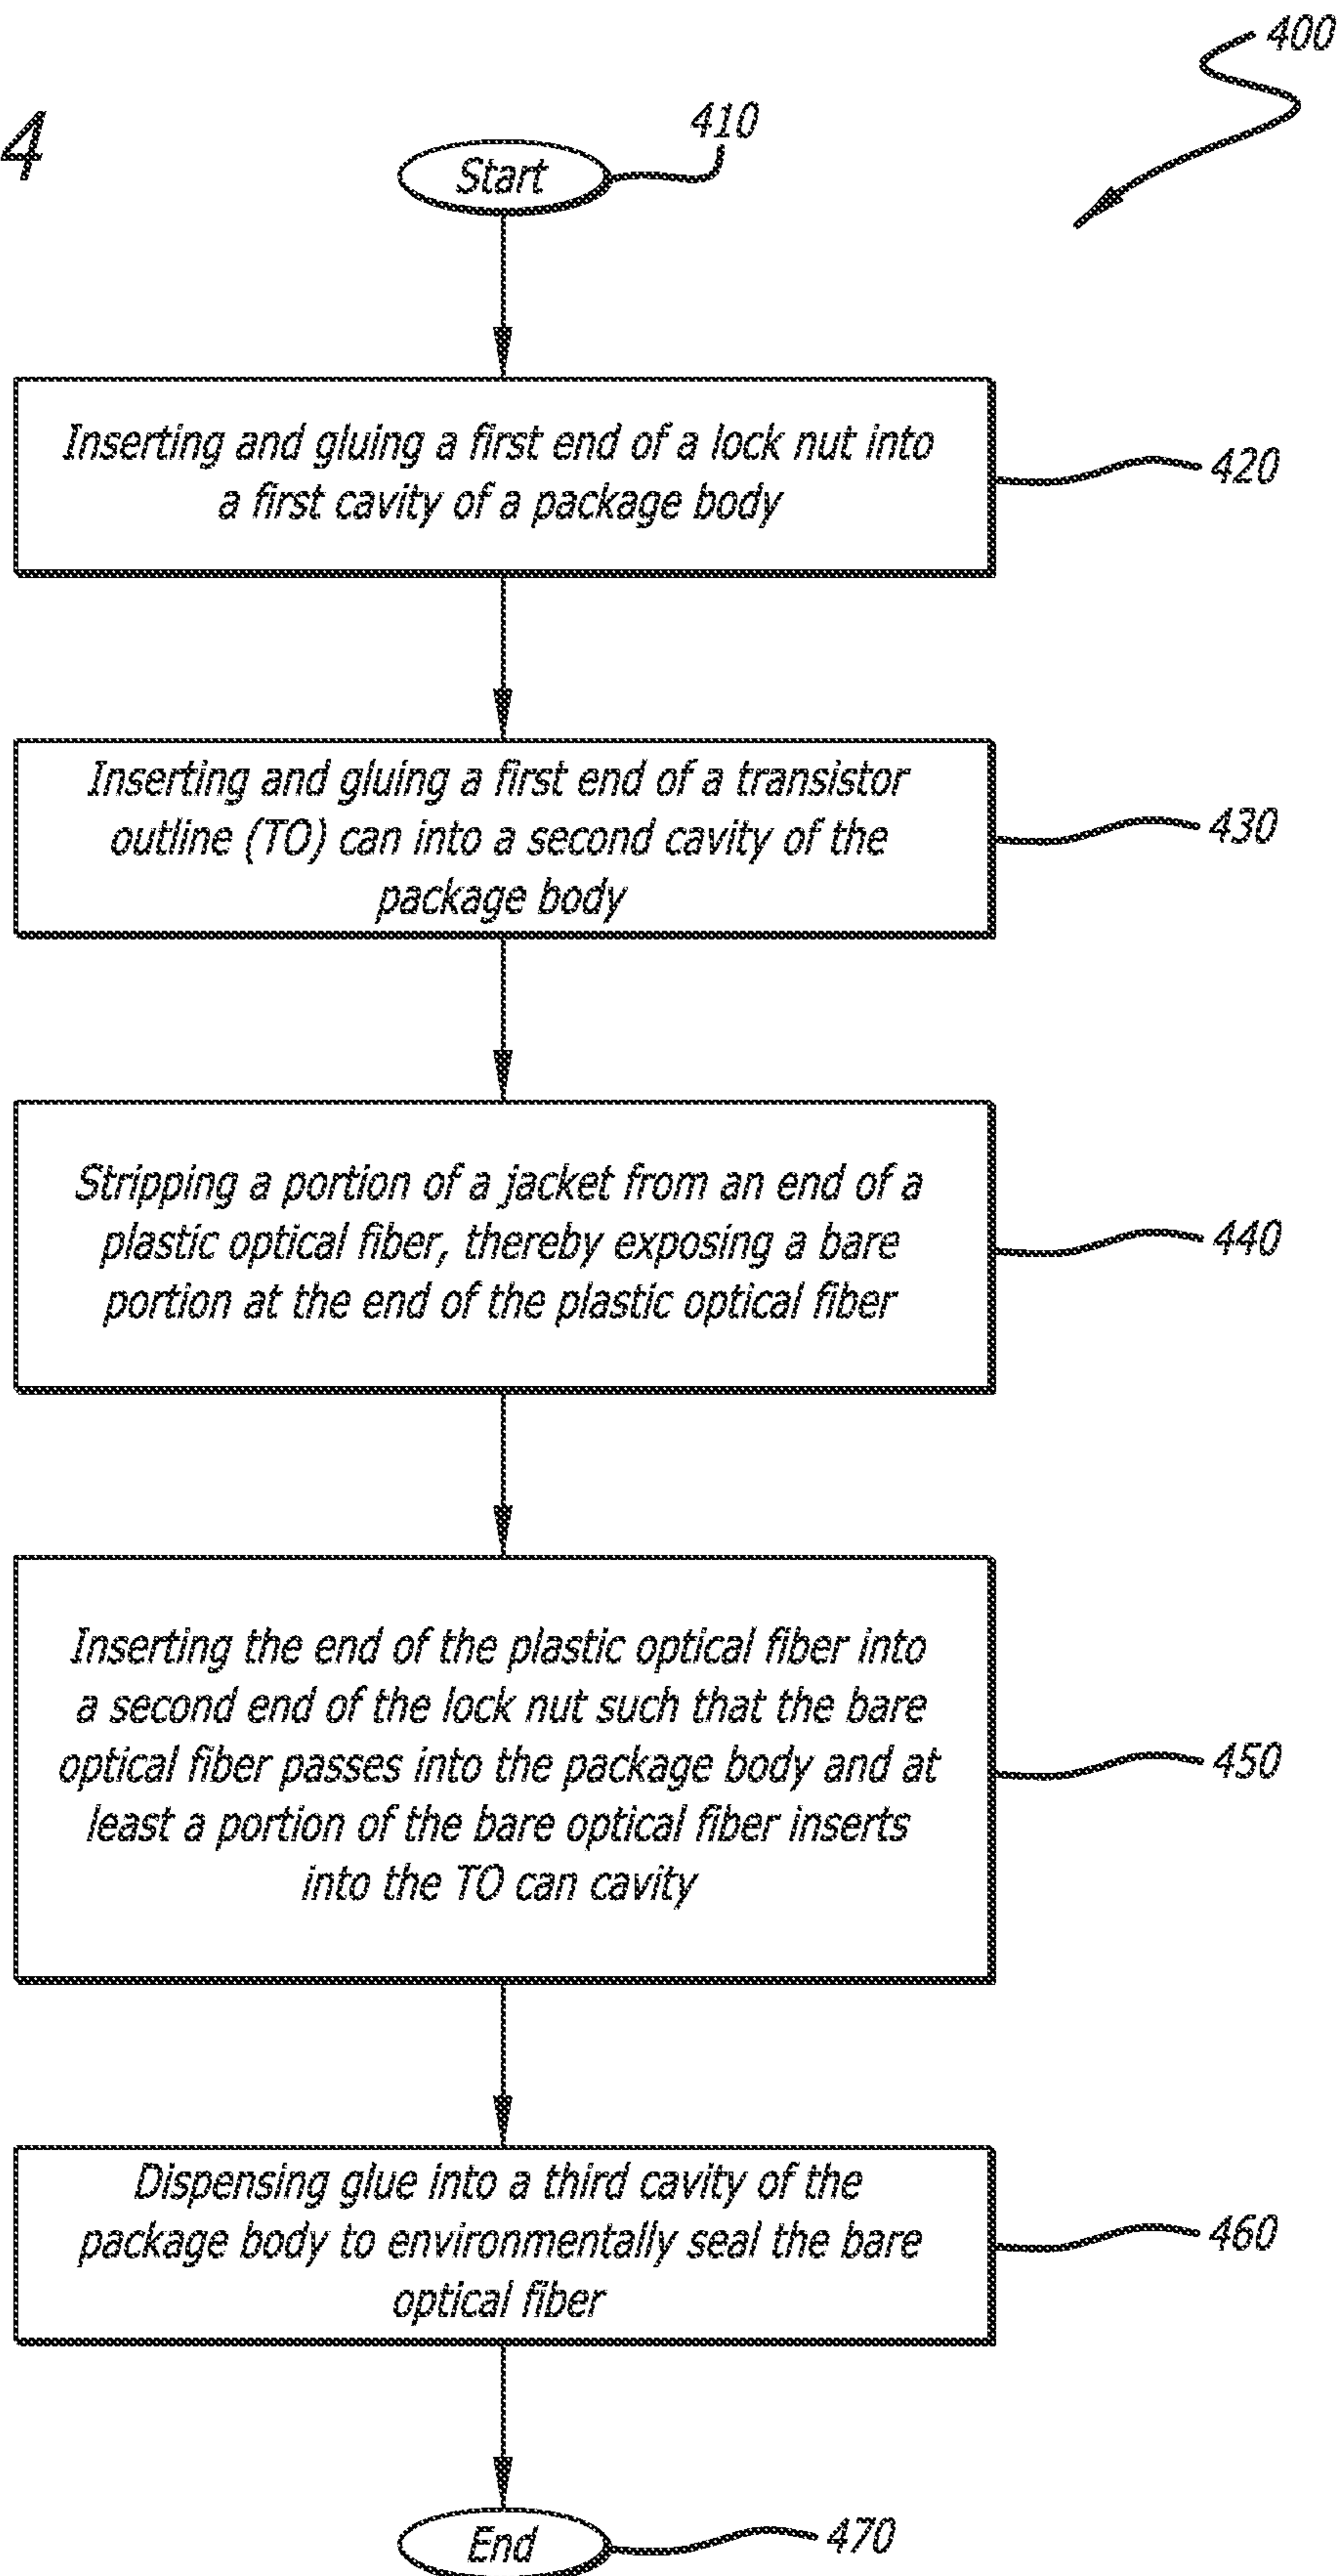 400
4
410
Start
Inserting and gluing a first end of a lock nut into
a first cavity of a package body
420
Inserting and gluing a first end of a transistor
outline (TO) can into a second cavity of the
package body
430
Stripping a portion of a jacket from an end of a
plastic optical fiber, thereby exposing a bare
portion at the end of the plastic optical fiber
440
Inserting the end of the plastic optical fiber into
a second end of the lock nut such that the bare
optical fiber passes into the package body and at
least a portion of the bare optical fiber inserts
into the TO can cavity
450
Dispensing glue into a third cavity of the
package body to environmentally seal the bare
optical fiber
460
End
470